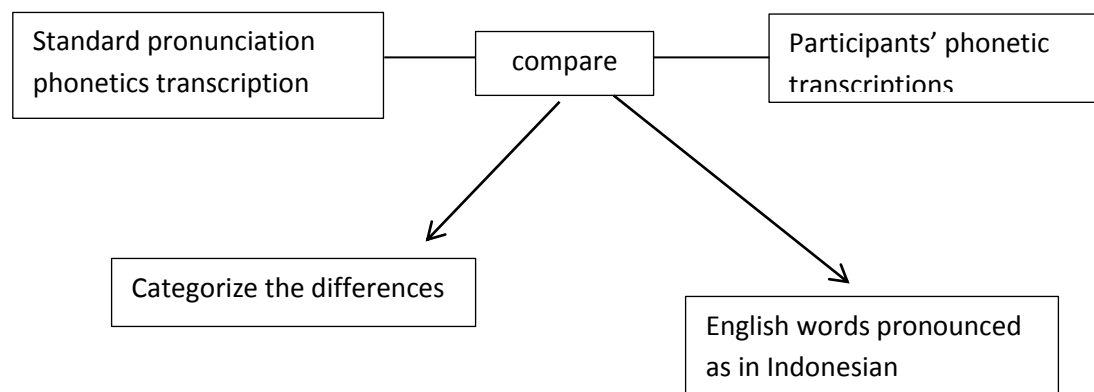 Standard pronunciation
phonetics transcription
compare
Participants’ phonetic
transcriptions
Categorize the differences
English words pronounced
as in Indonesian